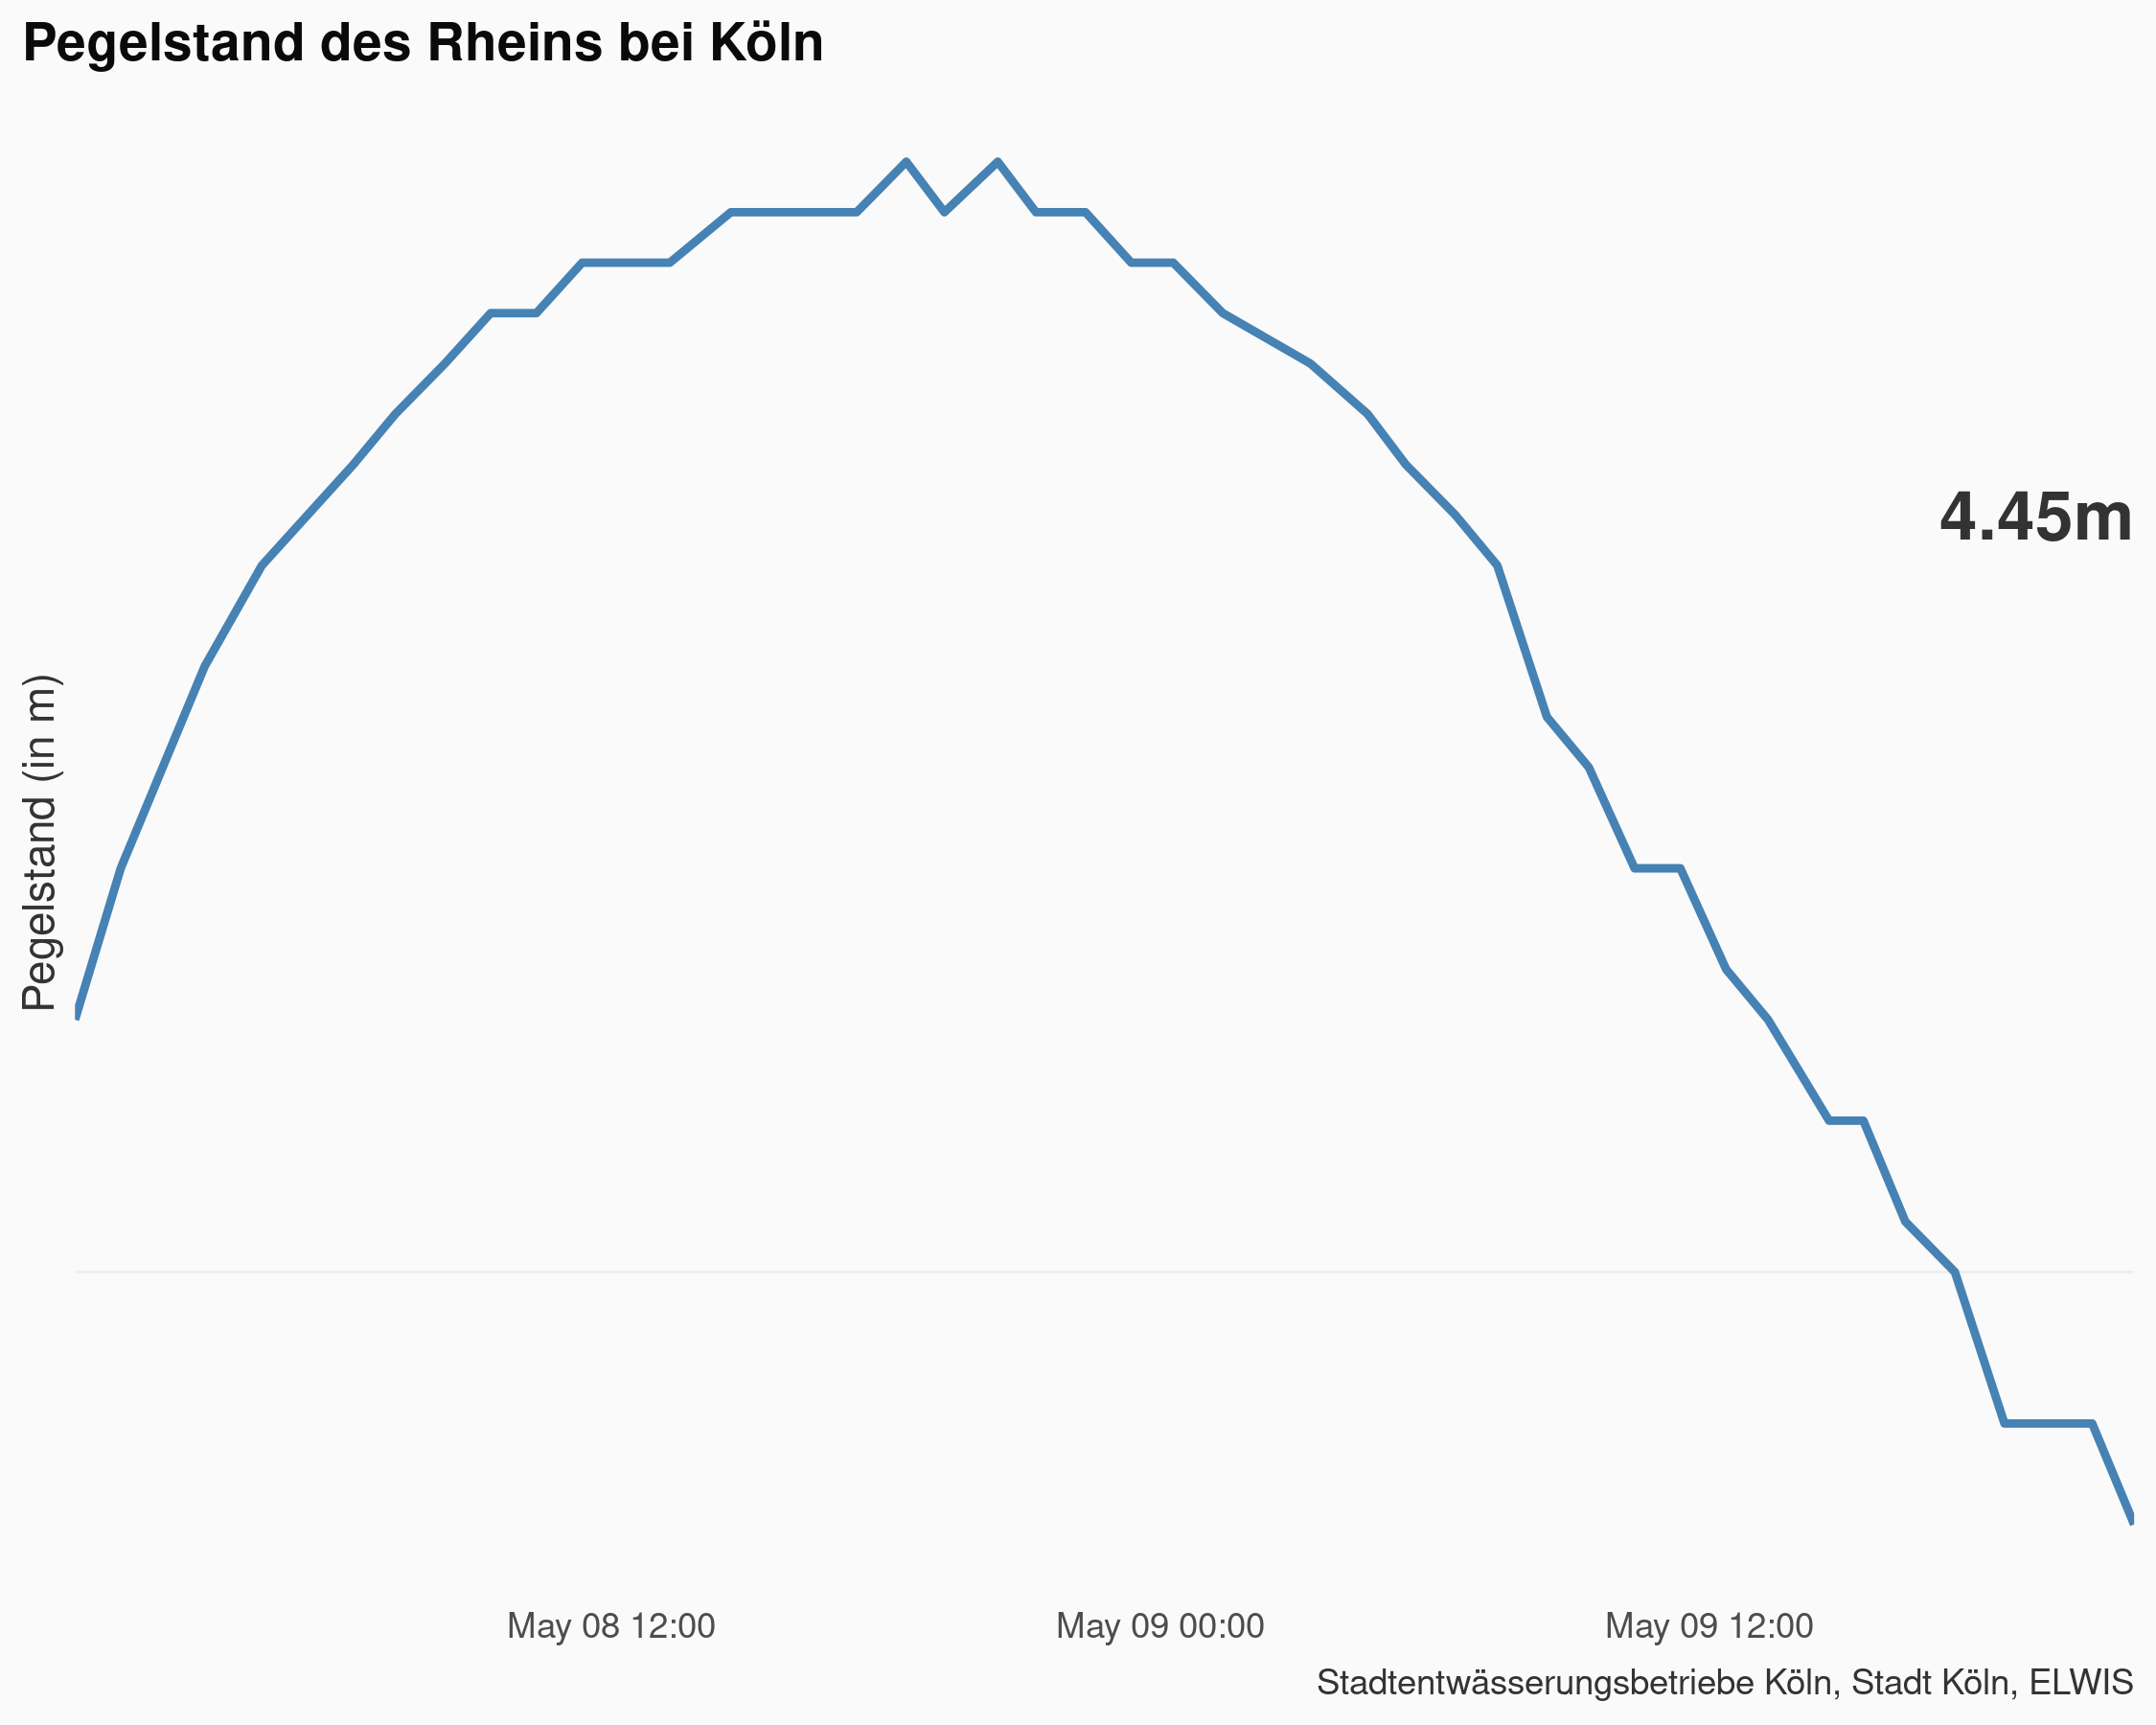 Pegelstand des Rheins bei Köln
4.45m
Pegelstand (in m)
May 08 12:00
May 09 00:00
May 09 12:00
Stadtentwässerungsbetriebe Köln, Stadt Köln, ELWIS